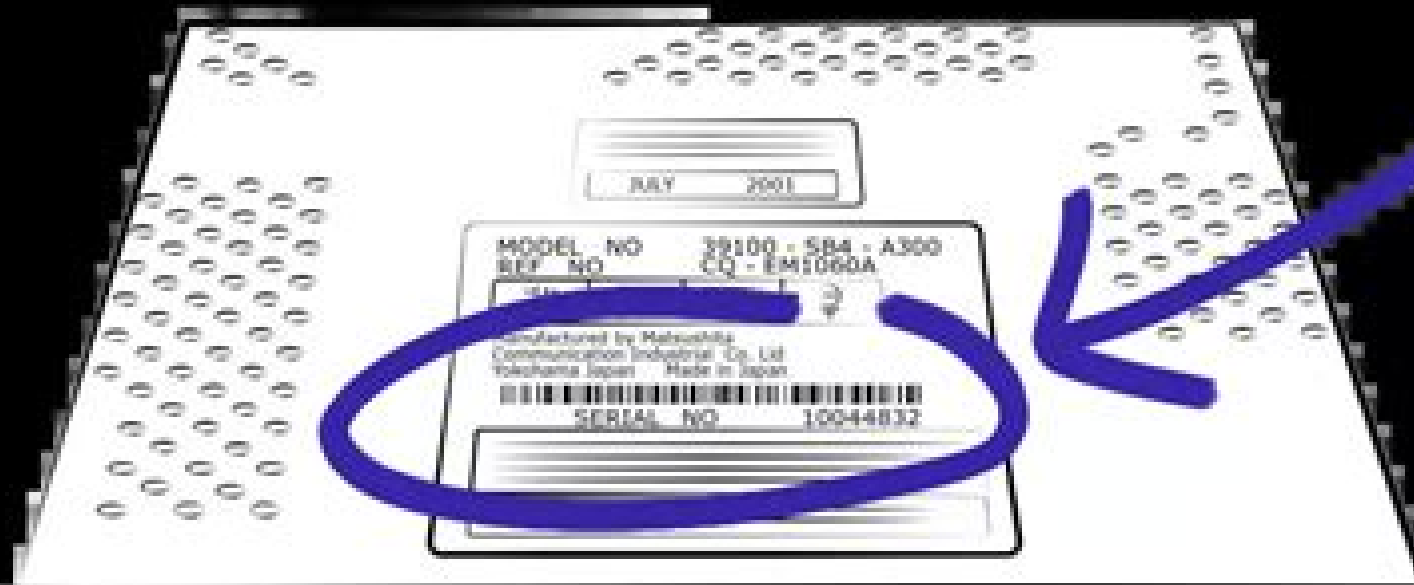 JULY 2001
MODEL NO 39100 - S84 - A300
REF NO CQ - EM1060A
Manufactured by Matsushita
Communication Industrial Co. Ltd
Yokohama Japan Made in Japan
SERIAL NO 10044832